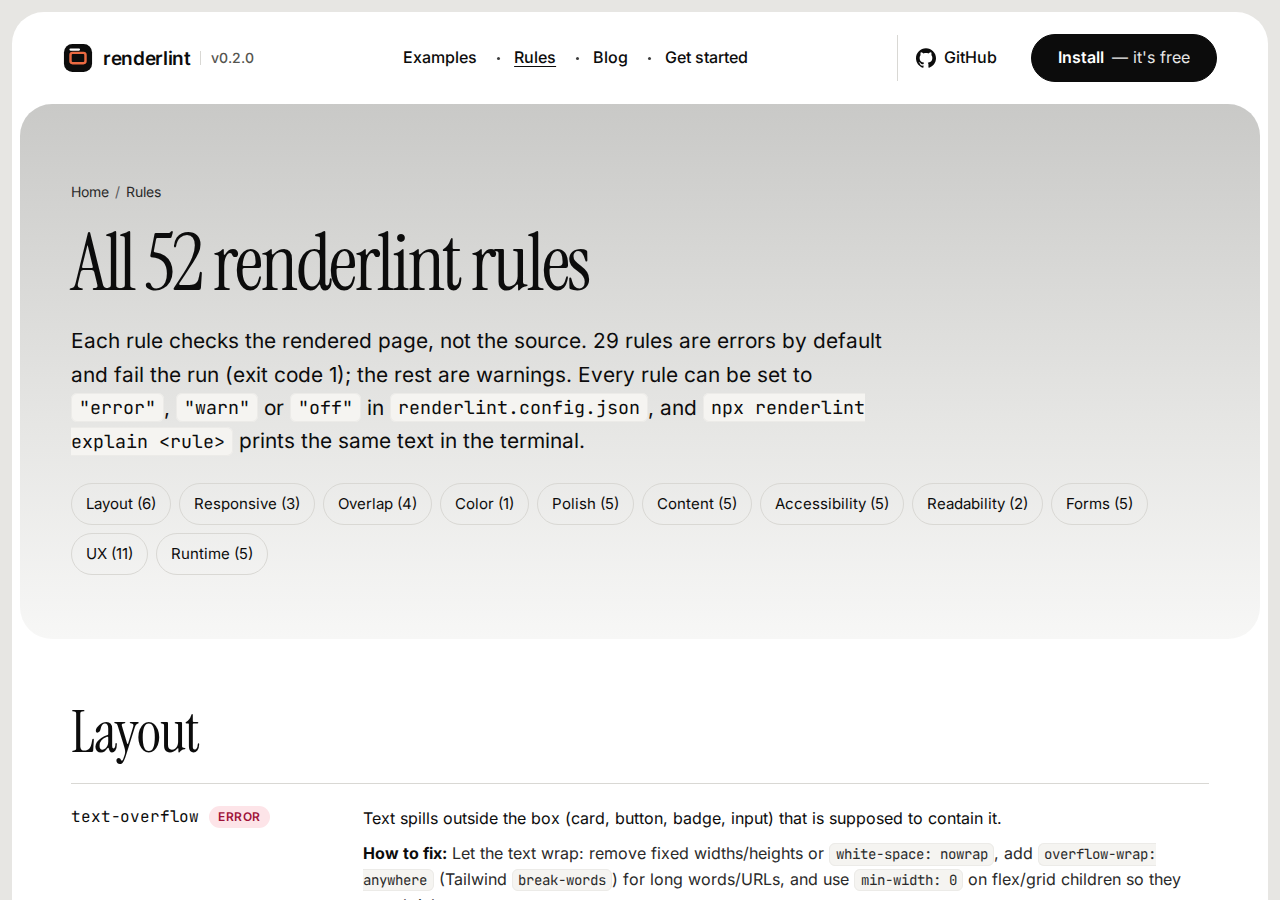 renderlint v0.2.0 Examples • Rules • Blog • Get started GitHub Install — it's free
Home / Rules
All 52 renderlint rules
Each rule checks the rendered page, not the source. 29 rules are errors by default
and fail the run (exit code 1); the rest are warnings. Every rule can be set to
"error", "warn" or "off" in renderlint.config.json, and npx renderlint
explain <rule> prints the same text in the terminal.
Layout (6) Responsive (3) Overlap (4) Color (1) Polish (5) Content (5) Accessibility (5) Readability (2) Forms (5)
UX (11) Runtime (5)
Layout
text-overflow ERROR Text spills outside the box (card, button, badge, input) that is supposed to contain it.
How to fix: Let the text wrap: remove fixed widths/heights or white-space: nowrap, add overflow-wrap:
anywhere (Tailwind break-words) for long words/URLs, and use min-width: 0 on flex/grid children so they